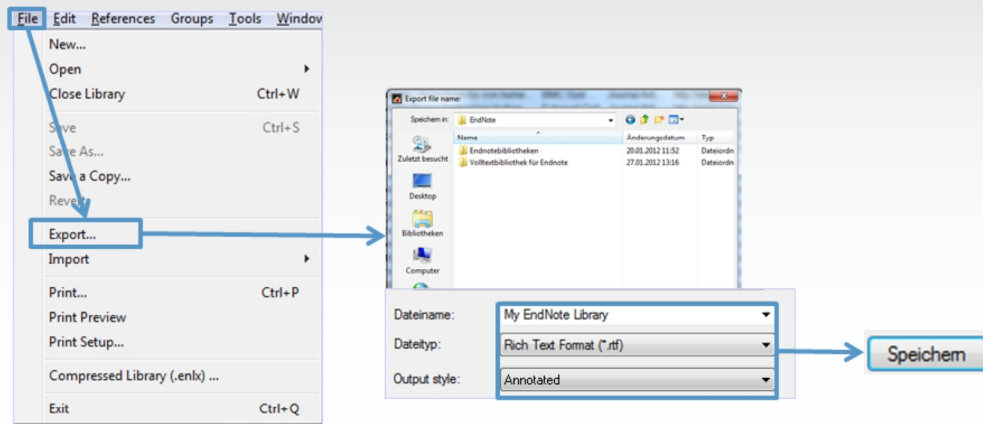 File Edit References Groups Tools Window
New...
Open
Close Library Ctrl+W
Save Ctrl+S
Save As...
Save a Copy...
Revert
Export...
Import
Print... Ctrl+P
Print Preview
Print Setup...
Compressed Library (.enlx) ...
Exit Ctrl+Q
Export file name:
Speichern in: EndNote
Name Änderungsdatum Typ
Endnotebibliotheken 20.01.2012 11:52 Dateiordn
Volltextbibliothek für Endnote 27.01.2012 13:16 Dateiordn
Zuletzt besucht
Desktop
Bibliotheken
Computer
Dateiname: My EndNote Library
Dateityp: Rich Text Format (*.rtf)
Output style: Annotated
Speichern